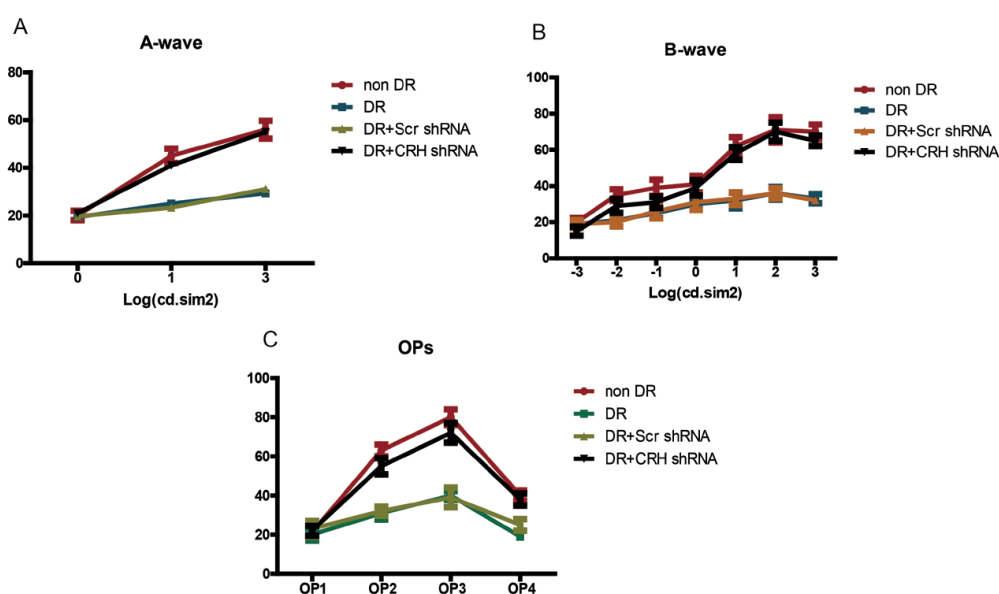 A
A-wave
80
60
40
20
0
0 1 3
Log(cd.sim2)
non DR
DR
DR+Scr shRNA
DR+CRH shRNA
B
B-wave
100
80
60
40
20
0
-3 -2 -1 0 1 2 3
Log(cd.sim2)
non DR
DR
DR+Scr shRNA
DR+CRH shRNA
C
OPs
100
80
60
40
20
0
OP1 OP2 OP3 OP4
non DR
DR
DR+Scr shRNA
DR+CRH shRNA